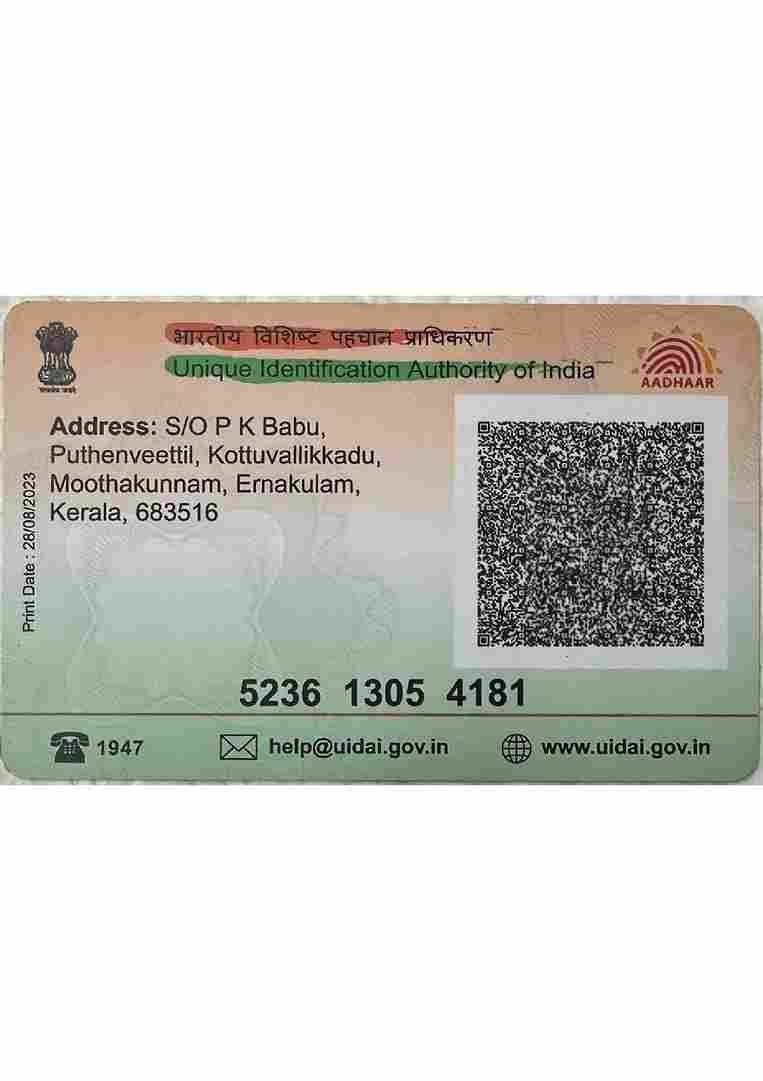 भारतीय विशिष्ट पहचान प्राधिकरण
Unique Identification Authority of India
सत्यमेव जयते
AADHAAR
Address: S/O P K Babu,
Puthenveettil, Kottuvallikkadu,
Moothakunnam, Ernakulam,
Kerala, 683516
Print Date : 28/08/2023
5236 1305 4181
1947
help@uidai.gov.in
www.uidai.gov.in